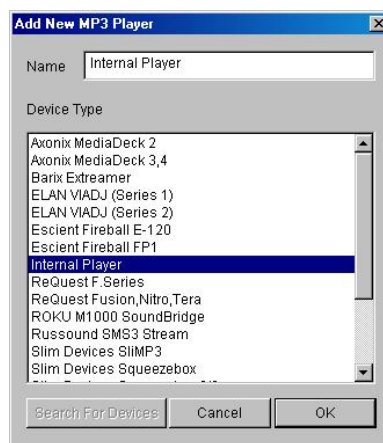 Add New MP3 Player
Name Internal Player
Device Type
Axonix MediaDeck 2
Axonix MediaDeck 3,4
Barix Extreamer
ELAN VIADJ (Series 1)
ELAN VIADJ (Series 2)
Escient Fireball E-120
Escient Fireball FP1
Internal Player
ReQuest F.Series
ReQuest Fusion,Nitro,Tera
ROKU M1000 SoundBridge
Russound SMS3 Stream
Slim Devices SliMP3
Slim Devices Squeezebox
Search For Devices Cancel OK